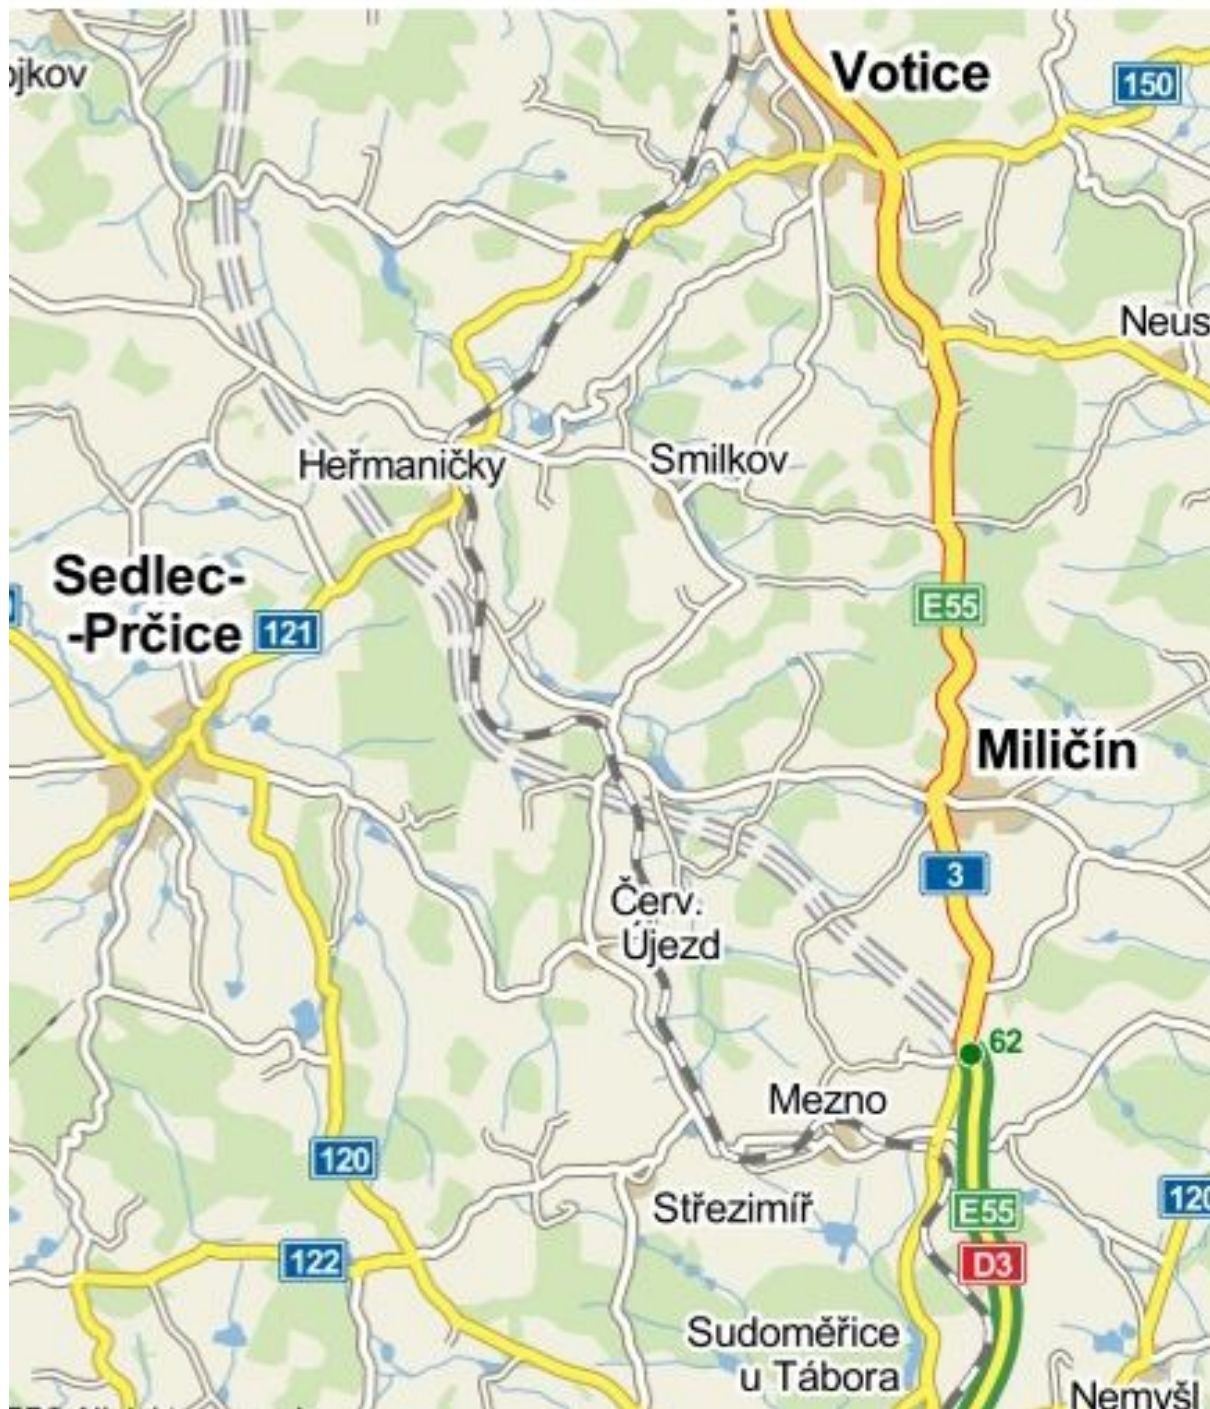 ojkov
Votice
150
Neus
Heřmaničky
Smilkov
Sedlec-
-Prčice
121
E55
Miličín
3
Červ.
Újezd
62
Mezno
120
Střezimíř
E55
120
122
D3
Sudoměřice
u Tábora
Nemyšl